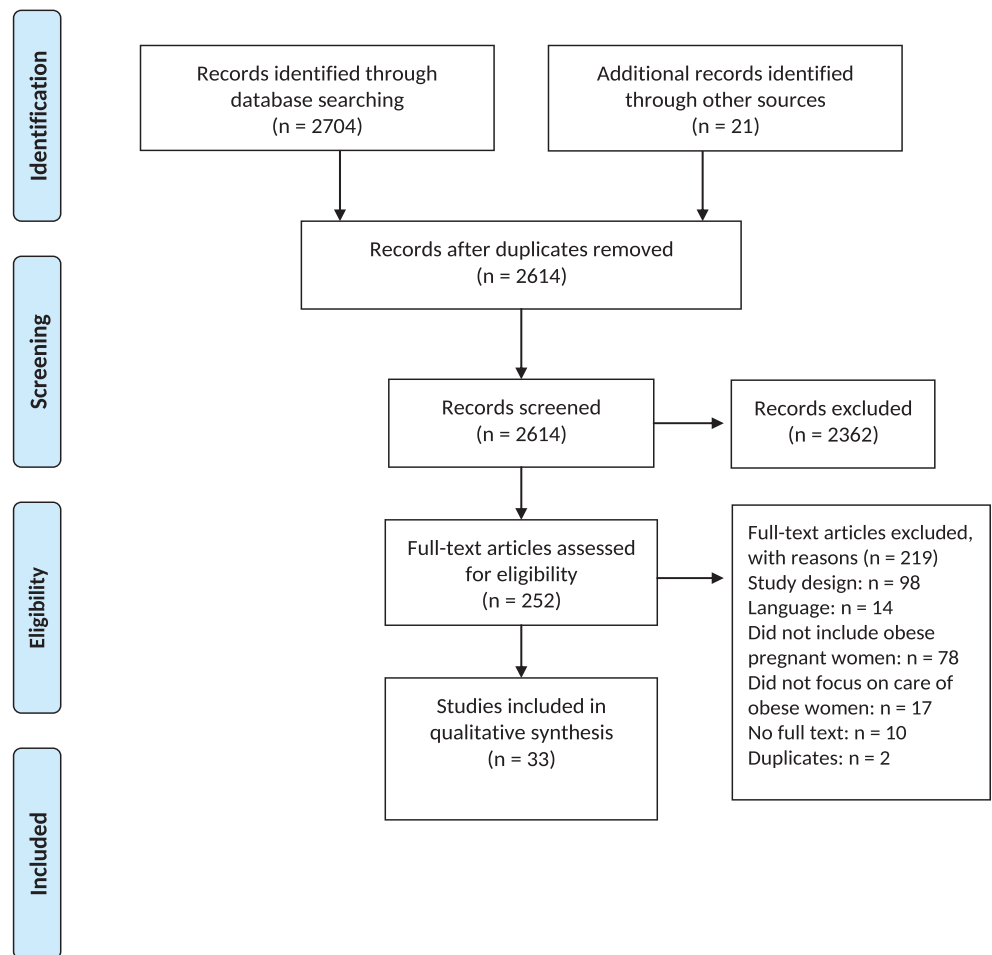 Identification
Records identified through
database searching
(n = 2704)
Additional records identified
through other sources
(n = 21)
Records after duplicates removed
(n = 2614)
Screening
Records screened
(n = 2614)
Records excluded
(n = 2362)
Eligibility
Full-text articles assessed
for eligibility
(n = 252)
Full-text articles excluded,
with reasons (n = 219)
Study design: n = 98
Language: n = 14
Did not include obese
pregnant women: n = 78
Did not focus on care of
obese women: n = 17
No full text: n = 10
Duplicates: n = 2
Studies included in
qualitative synthesis
(n = 33)
Included